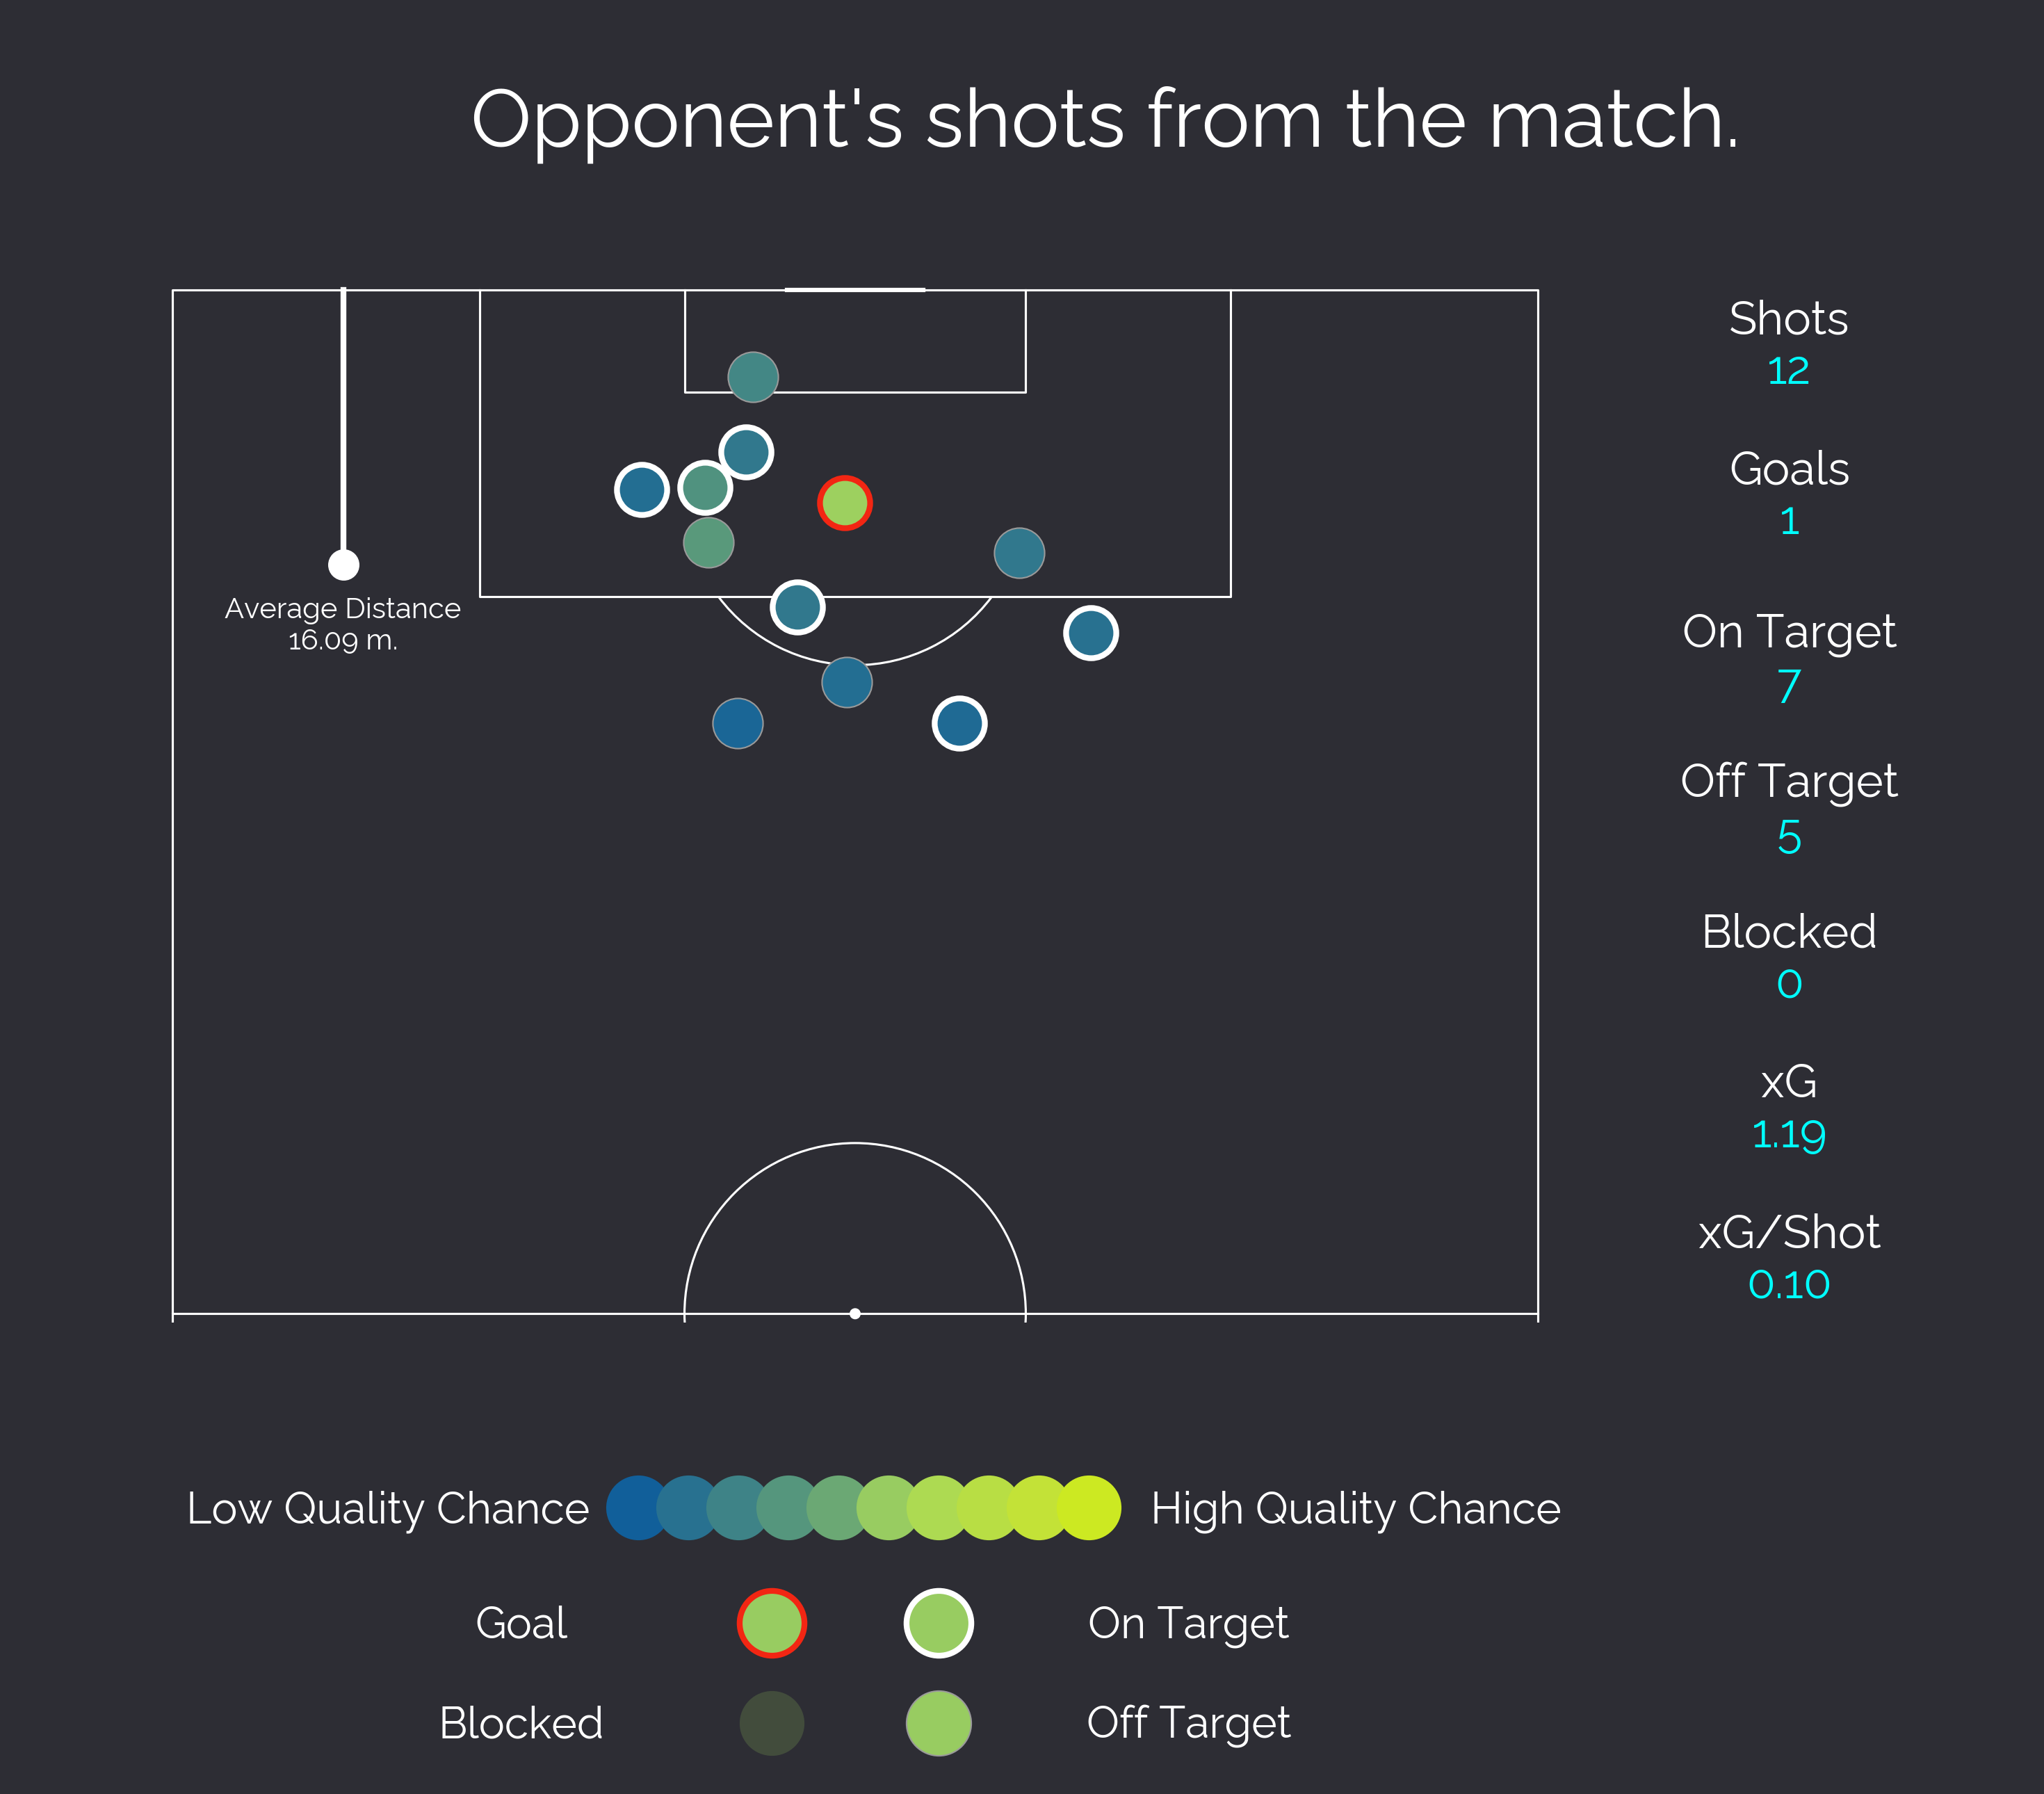 Opponent's shots from the match.
Shots
12
Goals
1
On Target
7
Off Target
5
Blocked
0
xG
1.19
xG/Shot
0.10
Average Distance
16.09 m.
Low Quality Chance
High Quality Chance
Goal
On Target
Blocked
Off Target